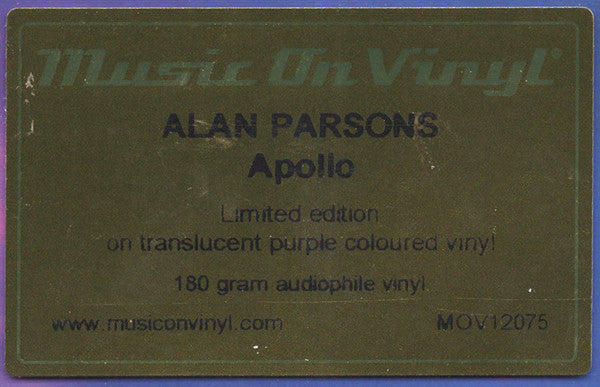 Music On Vinyl®
ALAN PARSONS
Apollo
Limited edition
on translucent purple coloured vinyl
180 gram audiophile vinyl
www.musiconvinyl.com MOV12075